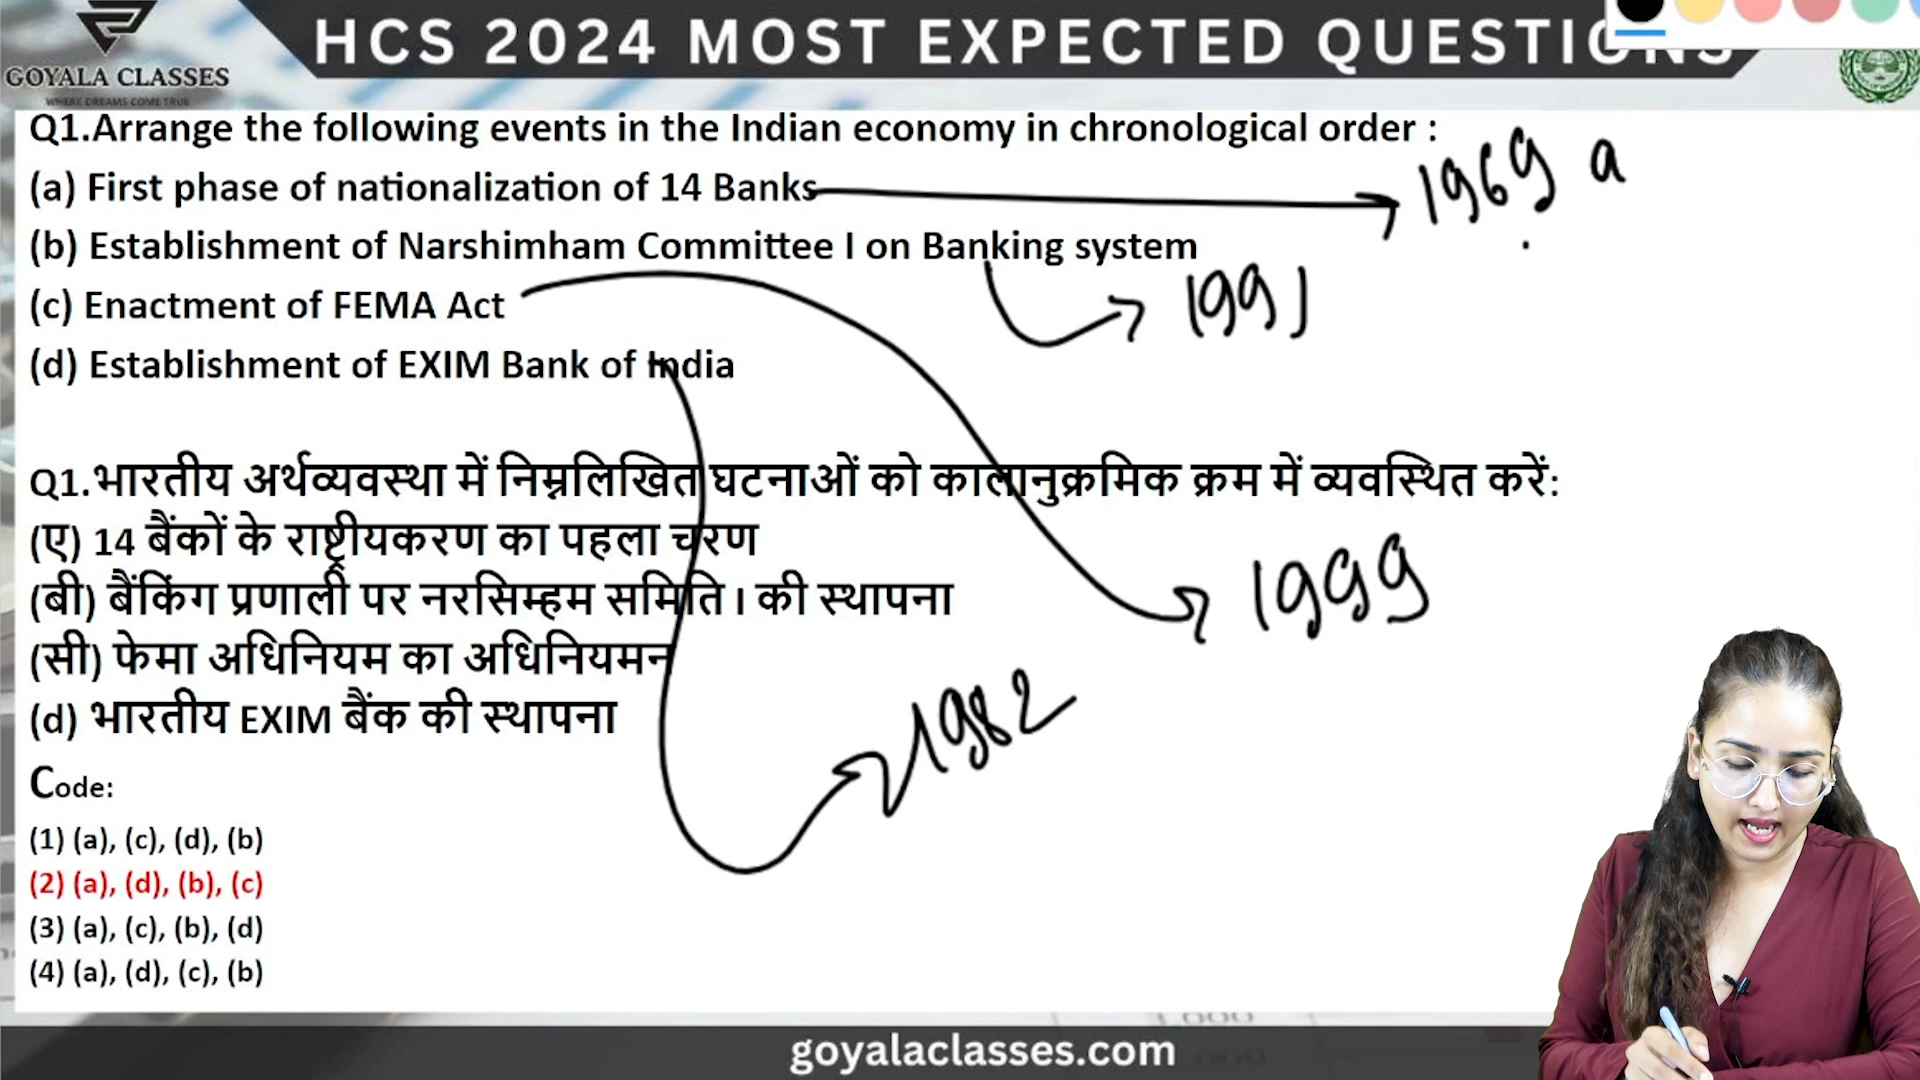 HCS 2024 MOST EXPECTED QUESTIONS
GOYALA CLASSES
WHERE DREAMS COME TRUE
Q1.Arrange the following events in the Indian economy in chronological order :
(a) First phase of nationalization of 14 Banks
1969 a
(b) Establishment of Narshimham Committee I on Banking system
1991
(c) Enactment of FEMA Act
(d) Establishment of EXIM Bank of India
Q1.भारतीय अर्थव्यवस्था में निम्नलिखित घटनाओं को कालानुक्रमिक क्रम में व्यवस्थित करें:
(ए) 14 बैंकों के राष्ट्रीयकरण का पहला चरण
(बी) बैंकिंग प्रणाली पर नरसिम्हम समिति I की स्थापना
1999
(सी) फेमा अधिनियम का अधिनियमन
(d) भारतीय EXIM बैंक की स्थापना
1982
Code:
(1) (a), (c), (d), (b)
(2) (a), (d), (b), (c)
(3) (a), (c), (b), (d)
(4) (a), (d), (c), (b)
goyalaclasses.com